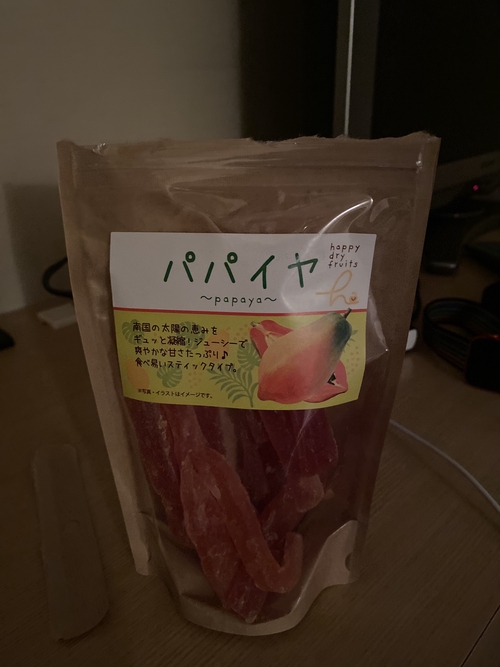 パパイヤ
~papaya~
happy
dry
fruits
h
南国の太陽の恵みを
ギュッと凝縮!ジューシーで
爽やかな甘さたっぷり♪
食べ易いスティックタイプ。
※写真・イラストはイメージです。